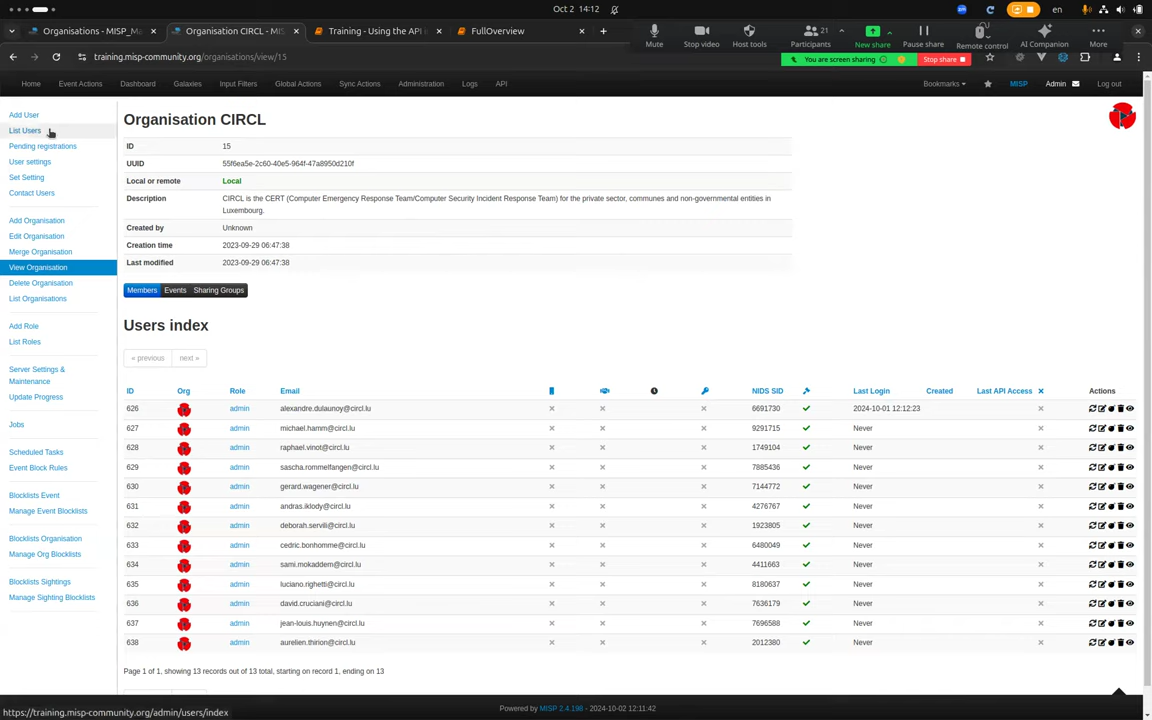 Oct 2 14:12
en
Organisations - MISP_M
Organisation CIRCL - MIS
Training - Using the API
FullOverview
Mute
Stop video
Host tools
Participants 21
New share
Pause share
Remote control
AI Companion
More
training.misp-community.org/organisations/view/15
You are screen sharing
Stop share
Home Event Actions Dashboard Galaxies Input Filters Global Actions Sync Actions Administration Logs API
Bookmarks MISP Admin Log out
Add User
List Users
Pending registrations
User settings
Set Setting
Contact Users
Add Organisation
Edit Organisation
Merge Organisation
View Organisation
Delete Organisation
List Organisations
Add Role
List Roles
Server Settings &
Maintenance
Update Progress
Jobs
Scheduled Tasks
Event Block Rules
Blocklists Event
Manage Event Blocklists
Blocklists Organisation
Manage Org Blocklists
Blocklists Sightings
Manage Sighting Blocklists
Organisation CIRCL
ID 15
UUID 55f6ea5e-2c60-40e5-964f-47a8950d210f
Local or remote Local
Description CIRCL is the CERT (Computer Emergency Response Team/Computer Security Incident Response Team) for the private sector, communes and non-governmental entities in
Luxembourg.
Created by Unknown
Creation time 2023-09-29 06:47:38
Last modified 2023-09-29 06:47:38
Members Events Sharing Groups
Users index
« previous next »
ID Org Role Email NIDS SID Last Login Created Last API Access Actions
626 admin alexandre.dulaunoy@circl.lu 6691730 2024-10-01 12:12:23
627 admin michael.hamm@circl.lu 9291715 Never
628 admin raphael.vinot@circl.lu 1749104 Never
629 admin sascha.rommelfangen@circl.lu 7885436 Never
630 admin gerard.wagener@circl.lu 7144772 Never
631 admin andras.iklody@circl.lu 4276767 Never
632 admin deborah.servili@circl.lu 1923805 Never
633 admin cedric.bonhomme@circl.lu 6480049 Never
634 admin sami.mokaddem@circl.lu 4411663 Never
635 admin luciano.righetti@circl.lu 8180637 Never
636 admin david.cruciani@circl.lu 7636179 Never
637 admin jean-louis.huynen@circl.lu 7696588 Never
638 admin aurelien.thirion@circl.lu 2012380 Never
Page 1 of 1, showing 13 records out of 13 total, starting on record 1, ending on 13
https://training.misp-community.org/admin/users/index
Powered by MISP 2.4.198 - 2024-10-02 12:11:42